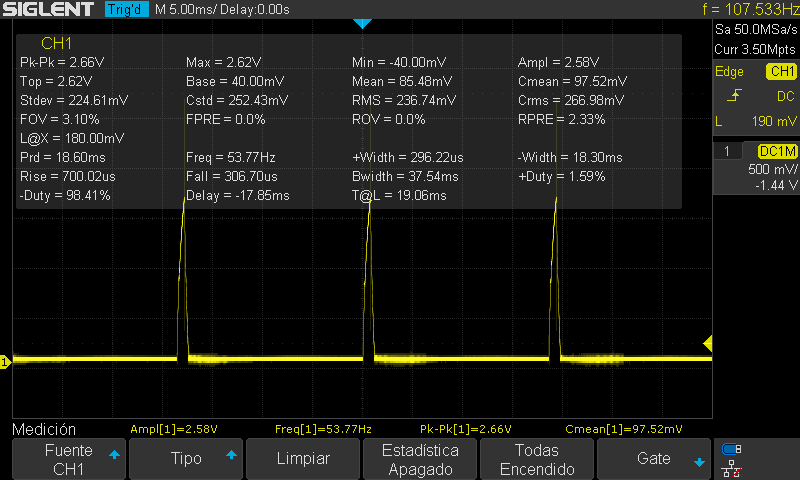 SIGLENT Trig'd M 5.00ms/ Delay:0.00s f = 107.533Hz
Sa 50.0MSa/s
Curr 3.50Mpts
Edge CH1
DC
L 190 mV
1 DC1M
500 mV/
-1.44 V
CH1
Pk-Pk = 2.66V Max = 2.62V Min = -40.00mV Ampl = 2.58V
Top = 2.62V Base = 40.00mV Mean = 85.48mV Cmean = 97.52mV
Stdev = 224.61mV Cstd = 252.43mV RMS = 236.74mV Crms = 266.98mV
FOV = 3.10% FPRE = 0.0% ROV = 0.0% RPRE = 2.33%
L@X = 180.00mV
Prd = 18.60ms Freq = 53.77Hz +Width = 296.22us -Width = 18.30ms
Rise = 700.02us Fall = 306.70us Bwidth = 37.54ms +Duty = 1.59%
-Duty = 98.41% Delay = -17.85ms T@L = 19.06ms
1
Medición Ampl[1]=2.58V Freq[1]=53.77Hz Pk-Pk[1]=2.66V Cmean[1]=97.52mV
Fuente Tipo Limpiar Estadística Todas Gate
CH1 Apagado Encendido